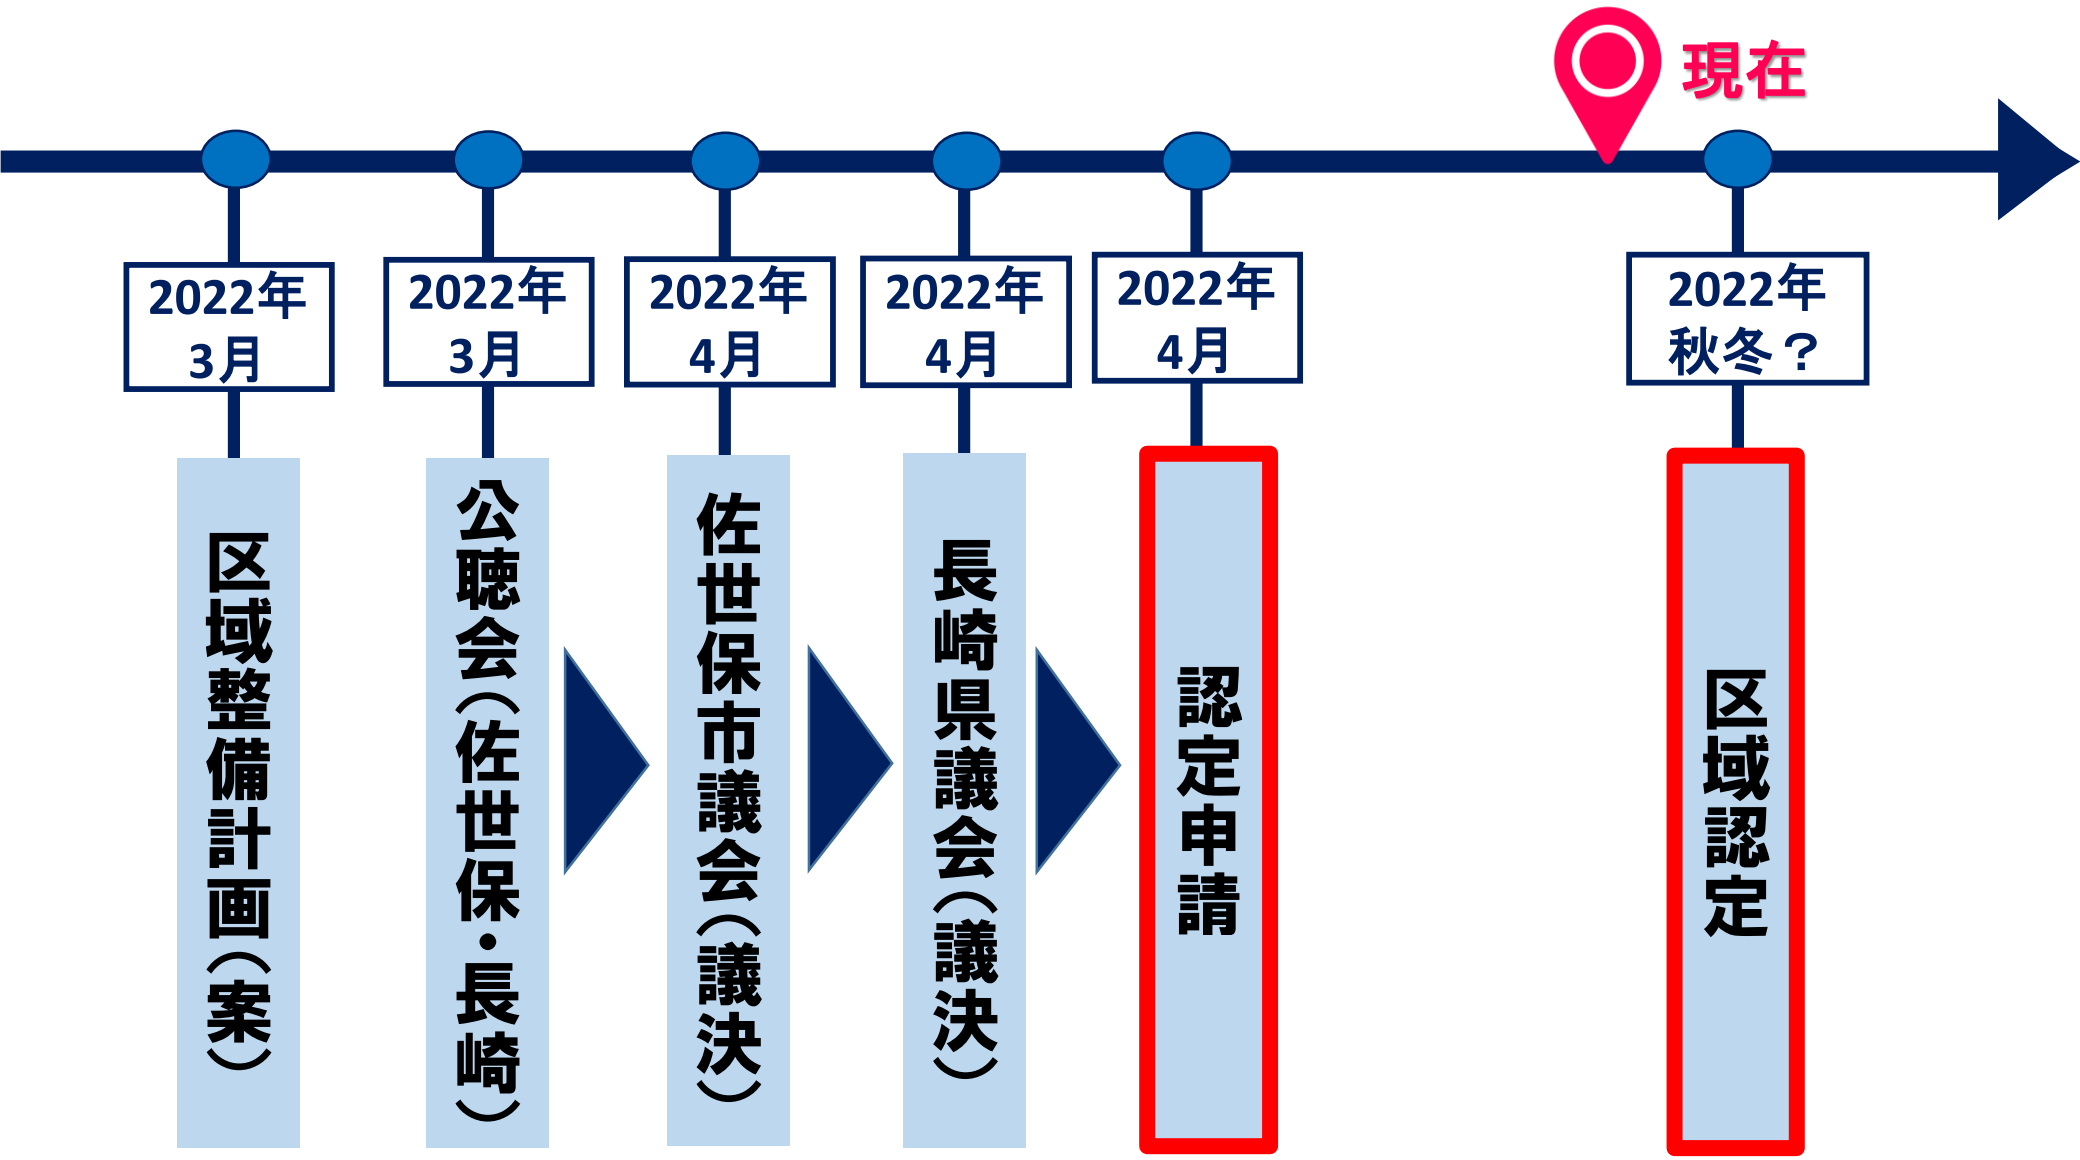 現在
2022年
3月
2022年
3月
2022年
4月
2022年
4月
2022年
4月
2022年
秋冬？
区域整備計画（案）
公聴会（佐世保・長崎）
佐世保市議会（議決）
長崎県議会（議決）
認定申請
区域認定